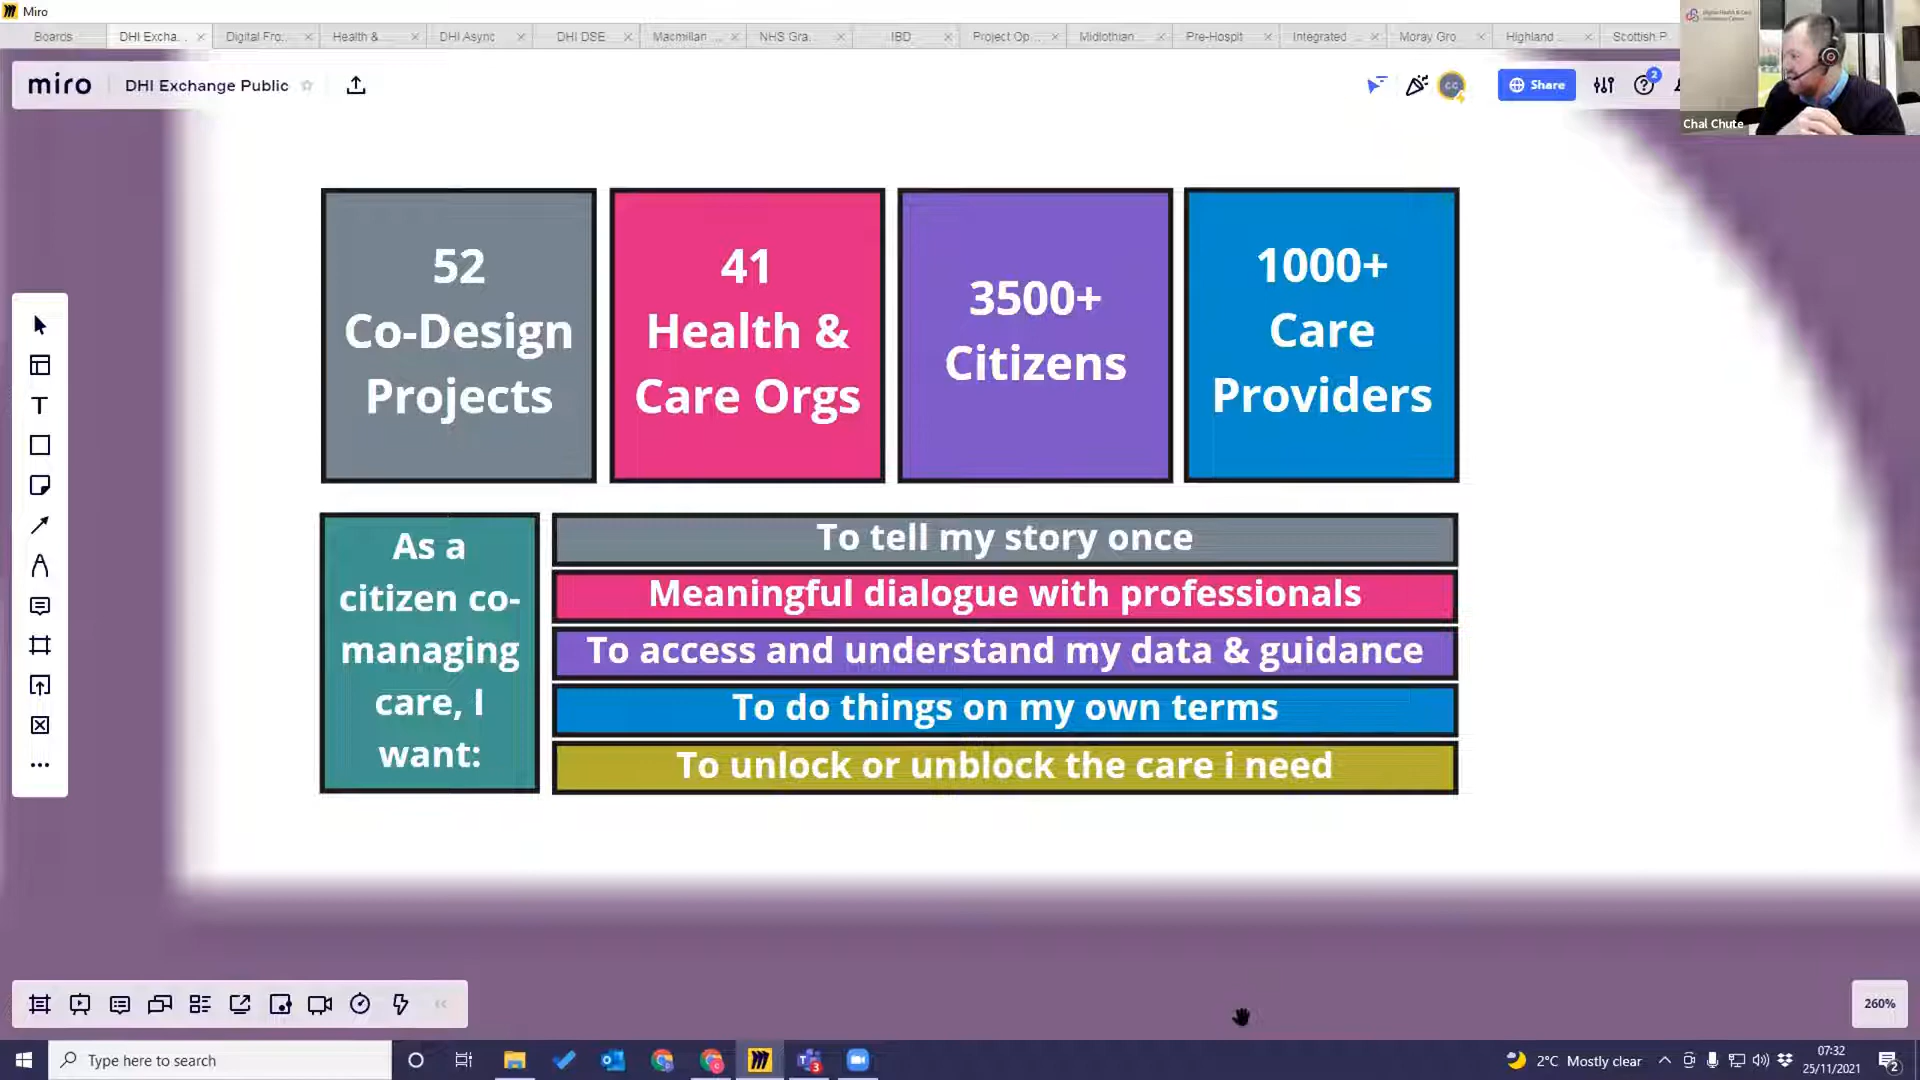 Miro
Boards
DHI Excha...
Digital Fro...
Health & ...
DHI Async
DHI DSE
Macmillan ...
NHS Gra...
IBD
Project Op...
Midlothian...
Pre-Hospit
Integrated ...
Moray Gro...
Highland ...
Scottish P
miro
DHI Exchange Public
CC
Share
2
Chal Chute
52
Co-Design
Projects
41
Health &
Care Orgs
3500+
Citizens
1000+
Care
Providers
As a
citizen co-
managing
care, I
want:
To tell my story once
Meaningful dialogue with professionals
To access and understand my data & guidance
To do things on my own terms
To unlock or unblock the care i need
260%
Type here to search
3
2°C Mostly clear
07:32
25/11/2021
2